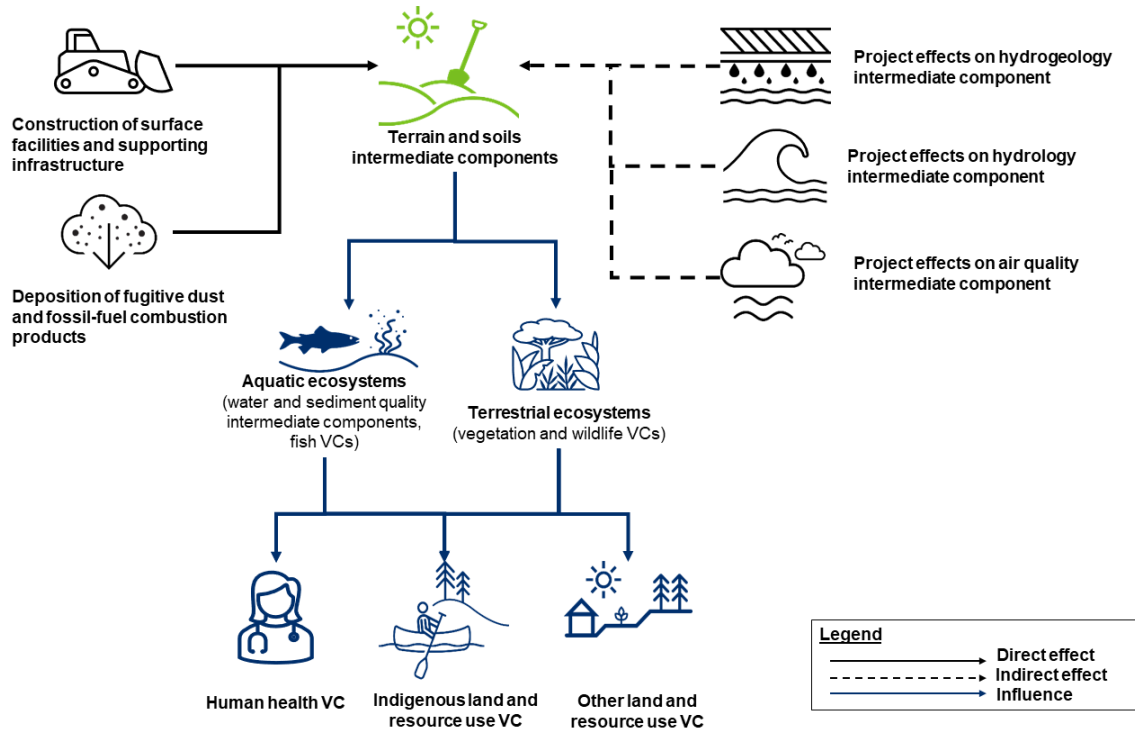 Construction of surface
facilities and supporting
infrastructure
Deposition of fugitive dust
and fossil-fuel combustion
products
Terrain and soils
intermediate components
Project effects on hydrogeology
intermediate component
Project effects on hydrology
intermediate component
Project effects on air quality
intermediate component
Aquatic ecosystems
(water and sediment quality
intermediate components,
fish VCs)
Terrestrial ecosystems
(vegetation and wildlife VCs)
Human health VC
Indigenous land and
resource use VC
Other land and
resource use VC
Legend
Direct effect
Indirect effect
Influence